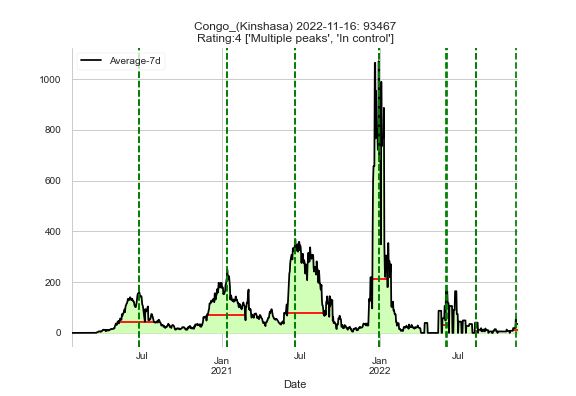 Congo_(Kinshasa) 2022-11-16: 93467
Rating:4 ['Multiple peaks', 'In control']
Average-7d
1000
800
600
400
200
0
Jul
Jan
2021
Jul
Jan
2022
Jul
Date